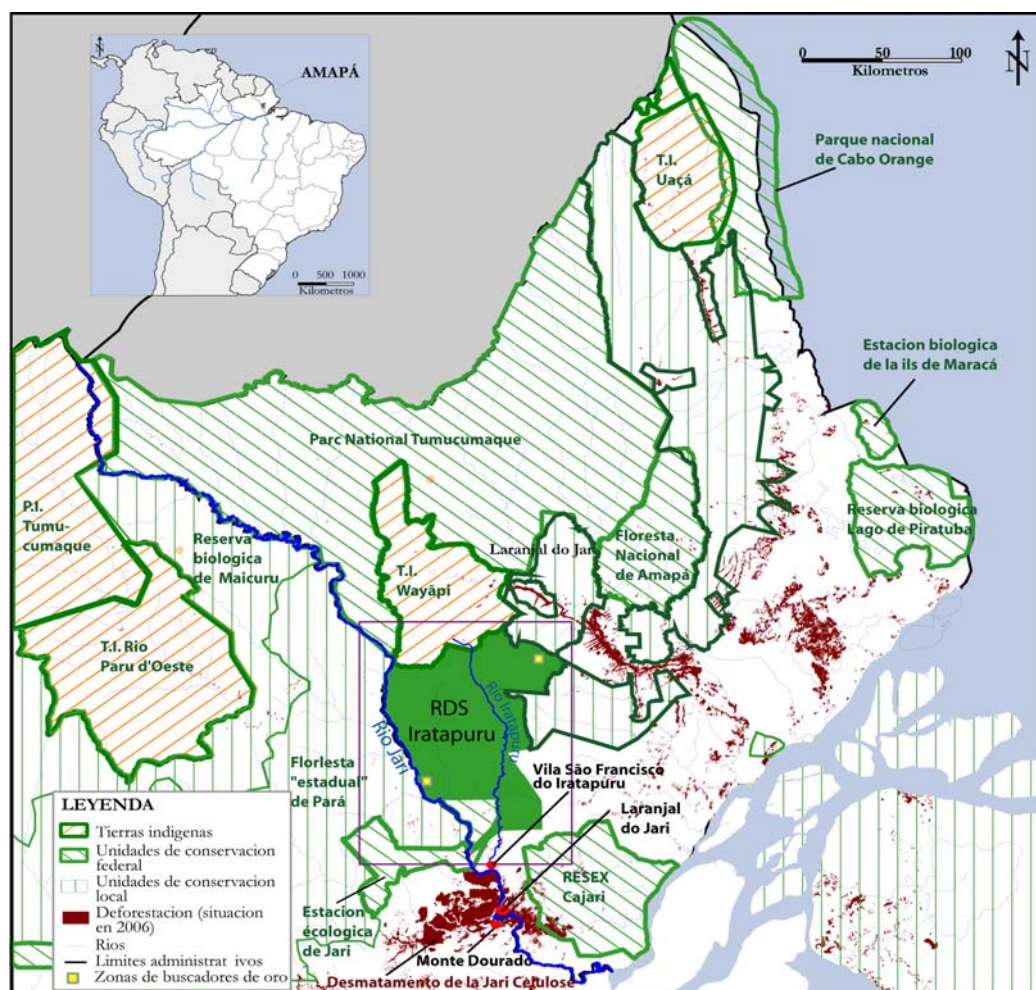 N
AMAPÁ
0 500 1000
Kilometros
0 50 100
Kilometros
N
Parque nacional
de Cabo Orange
T.I.
Uaçá
Estacion biologica
de la ils de Maracá
Parc National Tumucumaque
P.I.
Tumu-
cumaque
Reserva
biologica
de Maicuru
Laranjal do Jari
Floresta
Nacional
de Amapá
Reserva biologica
Lago de Piratuba
T.I.
Wayãpi
T.I. Rio
Paru d'Oeste
RDS
Iratapuru
Rio Iratapuru
Rio Jari
Florlesta
"estadual"
de Pará
Vila São Francisco
do Iratapuru
Laranjal
do Jari
RESEX
Cajari
Estacion
écologica
de Jari
Monte Dourado
Desmatamento de la Jari Celulose
LEYENDA
Tierras indigenas
Unidades de conservacion
federal
Unidades de conservacion
local
Deforestacion (situacion
en 2006)
Rios
Limites administrat ivos
Zonas de buscadores de oro